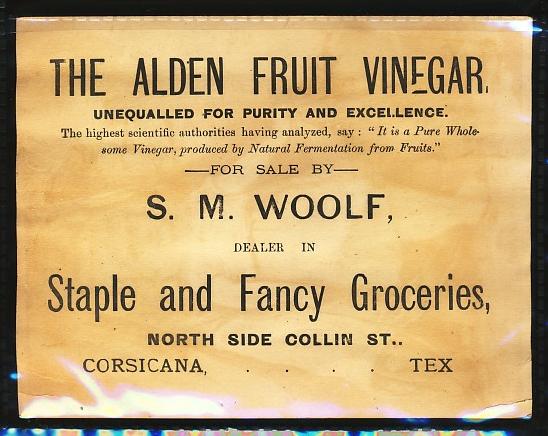 THE ALDEN FRUIT VINEGAR.
UNEQUALLED FOR PURITY AND EXCELLENCE.
The highest scientific authorities having analyzed, say: "It is a Pure Whole-
some Vinegar, produced by Natural Fermentation from Fruits."
—FOR SALE BY—
S. M. WOOLF,
DEALER IN
Staple and Fancy Groceries,
NORTH SIDE COLLIN ST..
CORSICANA, . . . . TEX